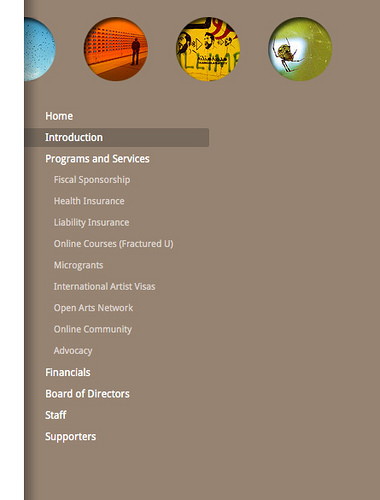 Home
Introduction
Programs and Services
Fiscal Sponsorship
Health Insurance
Liability Insurance
Online Courses (Fractured U)
Microgrants
International Artist Visas
Open Arts Network
Online Community
Advocacy
Financials
Board of Directors
Staff
Supporters